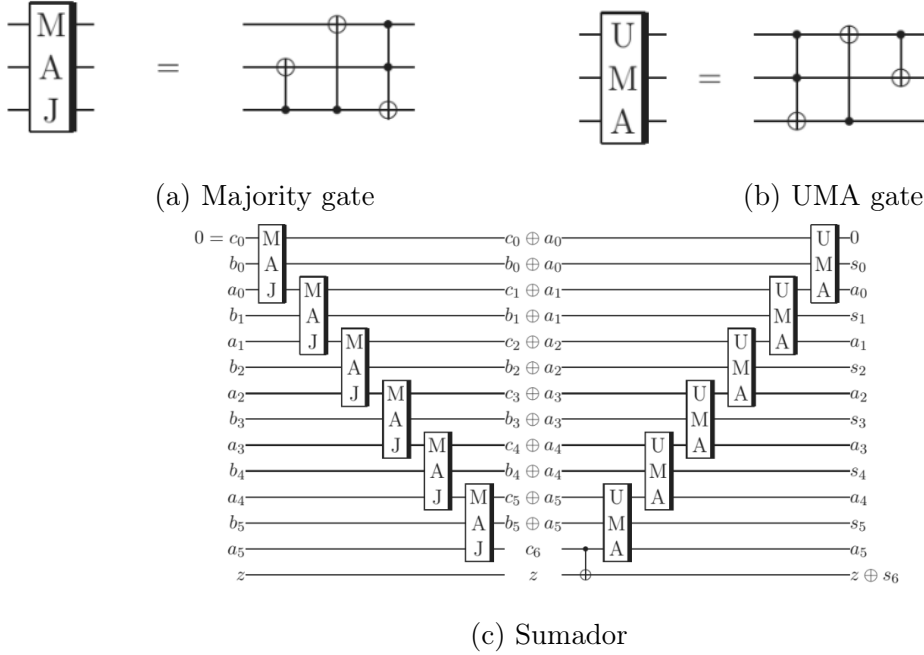 M
A
J
=
U
M
A
=
(a) Majority gate
(b) UMA gate
0 = c₀ M c₀ ⊕ a₀ U 0
b₀ A b₀ ⊕ a₀ M s₀
a₀ J M c₁ ⊕ a₁ U A a₀
b₁ A b₁ ⊕ a₁ M s₁
a₁ J M c₂ ⊕ a₂ U A a₁
b₂ A b₂ ⊕ a₂ M s₂
a₂ J M c₃ ⊕ a₃ U A a₂
b₃ A b₃ ⊕ a₃ M s₃
a₃ J M c₄ ⊕ a₄ U A a₃
b₄ A b₄ ⊕ a₄ M s₄
a₄ J M c₅ ⊕ a₅ U A a₄
b₅ A b₅ ⊕ a₅ M s₅
a₅ J c₆ A a₅
z z z ⊕ s₆
(c) Sumador